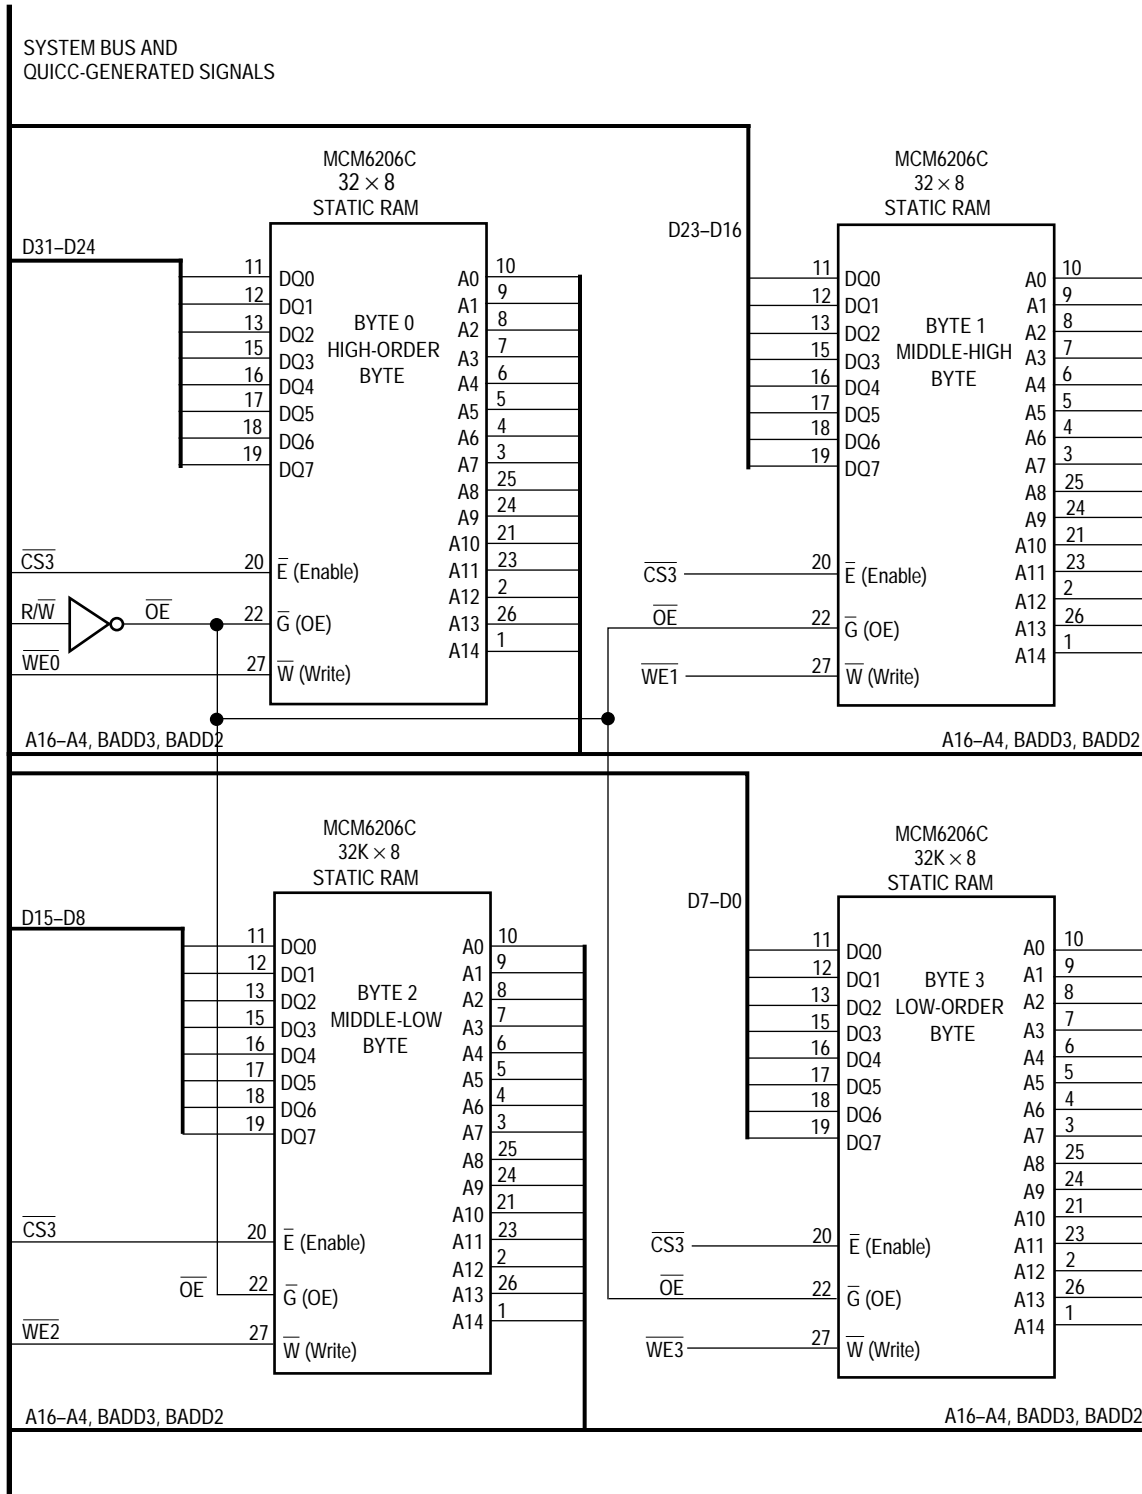 SYSTEM BUS AND
QUICC-GENERATED SIGNALS
MCM6206C
32 × 8
STATIC RAM
D31–D24
11 DQ0
12 DQ1
13 DQ2
15 DQ3
16 DQ4
17 DQ5
18 DQ6
19 DQ7
BYTE 0
HIGH-ORDER
BYTE
A0 10
A1 9
A2 8
A3 7
A4 6
A5 5
A6 4
A7 3
A8 25
A9 24
A10 21
A11 23
A12 2
A13 26
A14 1
C̅S̅3̅ 20 E̅ (Enable)
R/W̅ O̅E̅ 22 G̅ (OE)
W̅E̅0̅ 27 W̅ (Write)
A16–A4, BADD3, BADD2
MCM6206C
32 × 8
STATIC RAM
D23–D16
11 DQ0
12 DQ1
13 DQ2
15 DQ3
16 DQ4
17 DQ5
18 DQ6
19 DQ7
BYTE 1
MIDDLE-HIGH
BYTE
A0 10
A1 9
A2 8
A3 7
A4 6
A5 5
A6 4
A7 3
A8 25
A9 24
A10 21
A11 23
A12 2
A13 26
A14 1
C̅S̅3̅ 20 E̅ (Enable)
O̅E̅ 22 G̅ (OE)
W̅E̅1̅ 27 W̅ (Write)
A16–A4, BADD3, BADD2
MCM6206C
32K × 8
STATIC RAM
D15–D8
11 DQ0
12 DQ1
13 DQ2
15 DQ3
16 DQ4
17 DQ5
18 DQ6
19 DQ7
BYTE 2
MIDDLE-LOW
BYTE
A0 10
A1 9
A2 8
A3 7
A4 6
A5 5
A6 4
A7 3
A8 25
A9 24
A10 21
A11 23
A12 2
A13 26
A14 1
C̅S̅3̅ 20 E̅ (Enable)
O̅E̅ 22 G̅ (OE)
W̅E̅2̅ 27 W̅ (Write)
A16–A4, BADD3, BADD2
MCM6206C
32K × 8
STATIC RAM
D7–D0
11 DQ0
12 DQ1
13 DQ2
15 DQ3
16 DQ4
17 DQ5
18 DQ6
19 DQ7
BYTE 3
LOW-ORDER
BYTE
A0 10
A1 9
A2 8
A3 7
A4 6
A5 5
A6 4
A7 3
A8 25
A9 24
A10 21
A11 23
A12 2
A13 26
A14 1
C̅S̅3̅ 20 E̅ (Enable)
O̅E̅ 22 G̅ (OE)
W̅E̅3̅ 27 W̅ (Write)
A16–A4, BADD3, BADD2